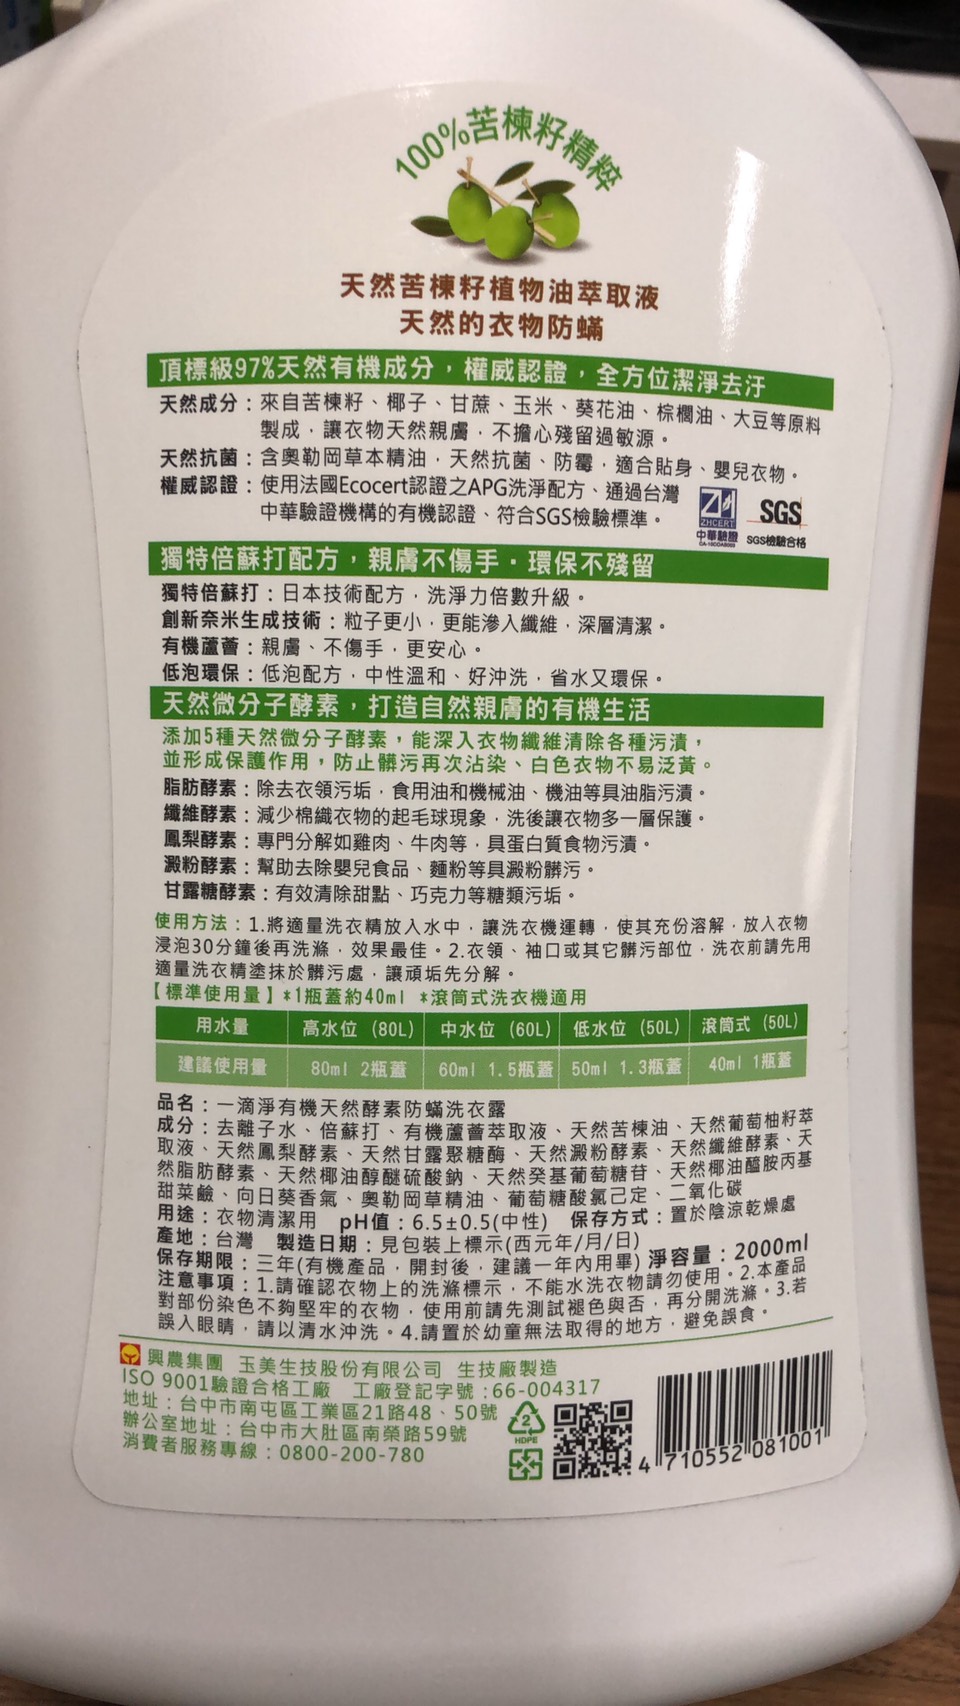 100%苦楝籽精粹
天然苦楝籽植物油萃取液
天然的衣物防蟎
頂標級97%天然有機成分，權威認證，全方位潔淨去汙
天然成分：來自苦楝籽、椰子、甘蔗、玉米、葵花油、棕櫚油、大豆等原料
製成，讓衣物天然親膚，不擔心殘留過敏源。
天然抗菌：含奧勒岡草本精油，天然抗菌、防霉，適合貼身、嬰兒衣物。
權威認證：使用法國Ecocert認證之APG洗淨配方、通過台灣
中華驗證機構的有機認證、符合SGS檢驗標準。
ZHCERT
中華驗證
SGS
SGS檢驗合格
獨特倍蘇打配方，親膚不傷手．環保不殘留
獨特倍蘇打：日本技術配方，洗淨力倍數升級。
創新奈米生成技術：粒子更小，更能滲入纖維，深層清潔。
有機蘆薈：親膚、不傷手，更安心。
低泡環保：低泡配方，中性溫和、好沖洗，省水又環保。
天然微分子酵素，打造自然親膚的有機生活
添加5種天然微分子酵素，能深入衣物纖維清除各種污漬，
並形成保護作用，防止髒污再次沾染、白色衣物不易泛黃。
脂肪酵素：除去衣領污垢，食用油和機械油、機油等具油脂污漬。
纖維酵素：減少棉織衣物的起毛球現象，洗後讓衣物多一層保護。
鳳梨酵素：專門分解如雞肉、牛肉等，具蛋白質食物污漬。
澱粉酵素：幫助去除嬰兒食品、麵粉等具澱粉髒污。
甘露糖酵素：有效清除甜點、巧克力等糖類污垢。
使用方法：1.將適量洗衣精放入水中，讓洗衣機運轉，使其充份溶解，放入衣物
浸泡30分鐘後再洗滌，效果最佳。2.衣領、袖口或其它髒污部位，洗衣前請先用
適量洗衣精塗抹於髒污處，讓頑垢先分解。
【標準使用量】*1瓶蓋約40ml *滾筒式洗衣機適用
用水量 高水位 (80L) 中水位 (60L) 低水位 (50L) 滾筒式 (50L)
建議使用量 80ml 2瓶蓋 60ml 1.5瓶蓋 50ml 1.3瓶蓋 40ml 1瓶蓋
品名：一滴淨有機天然酵素防蟎洗衣露
成分：去離子水、倍蘇打、有機蘆薈萃取液、天然苦楝油、天然葡萄柚籽萃
取液、天然鳳梨酵素、天然甘露聚糖酶、天然澱粉酵素、天然纖維酵素、天
然脂肪酵素、天然椰油醇醚硫酸鈉、天然癸基葡萄糖苷、天然椰油醯胺丙基
甜菜鹼、向日葵香氣、奧勒岡草精油、葡萄糖酸氯己定、二氧化碳
用途：衣物清潔用 pH值：6.5±0.5(中性) 保存方式：置於陰涼乾燥處
產地：台灣 製造日期：見包裝上標示(西元年/月/日)
保存期限：三年(有機產品，開封後，建議一年內用畢) 淨容量：2000ml
注意事項：1.請確認衣物上的洗滌標示，不能水洗衣物請勿使用。2.本產品
對部份染色不夠堅牢的衣物，使用前請先測試褪色與否，再分開洗滌。3.若
誤入眼睛，請以清水沖洗。4.請置於幼童無法取得的地方，避免誤食。
興農集團 玉美生技股份有限公司 生技廠製造
ISO 9001驗證合格工廠 工廠登記字號:66-004317
地址：台中市南屯區工業區21路48、50號
辦公室地址：台中市大肚區南榮路59號
消費者服務專線：0800-200-780
2
HDPE
4 710552 081001